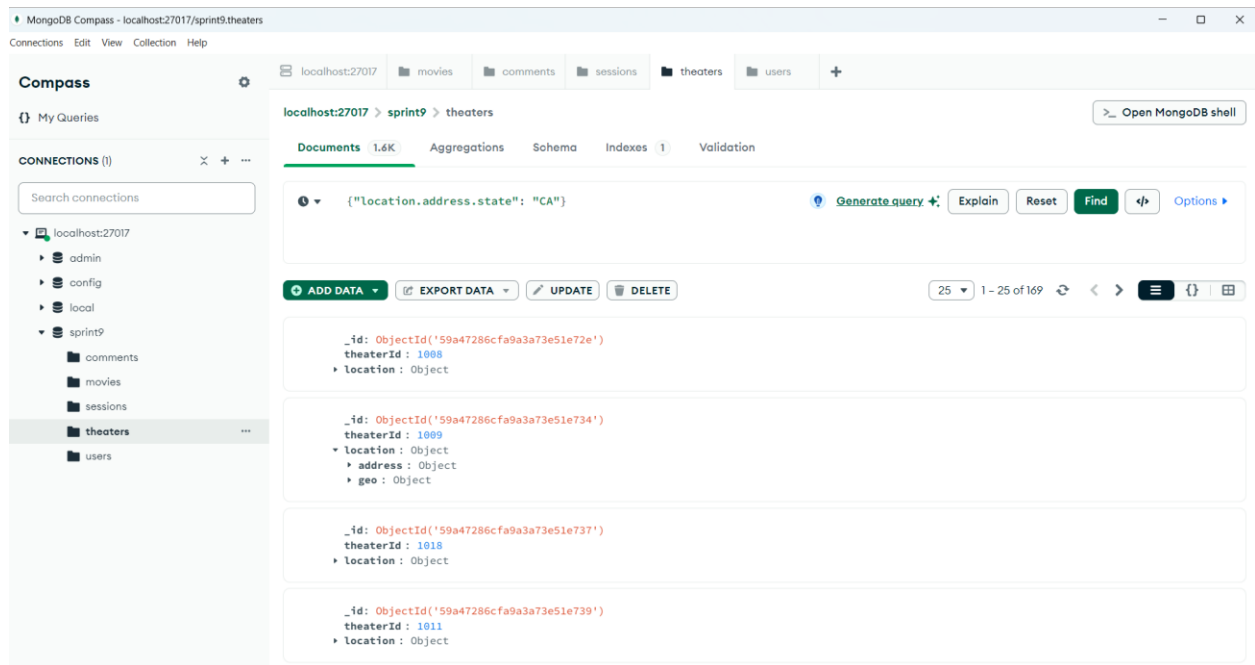 MongoDB Compass - localhost:27017/sprint9.theaters
Connections Edit View Collection Help
Compass
{} My Queries
CONNECTIONS (1)
Search connections
localhost:27017
admin
config
local
sprint9
comments
movies
sessions
theaters
users
localhost:27017 movies comments sessions theaters users
localhost:27017 > sprint9 > theaters
>_ Open MongoDB shell
Documents 1.6K Aggregations Schema Indexes 1 Validation
{"location.address.state": "CA"}
Generate query Explain Reset Find </> Options
ADD DATA EXPORT DATA UPDATE DELETE
25 1 – 25 of 169 {}
_id: ObjectId('59a47286cfa9a3a73e51e72e')
theaterId : 1008
location : Object
_id: ObjectId('59a47286cfa9a3a73e51e734')
theaterId : 1009
location : Object
address : Object
geo : Object
_id: ObjectId('59a47286cfa9a3a73e51e737')
theaterId : 1018
location : Object
_id: ObjectId('59a47286cfa9a3a73e51e739')
theaterId : 1011
location : Object